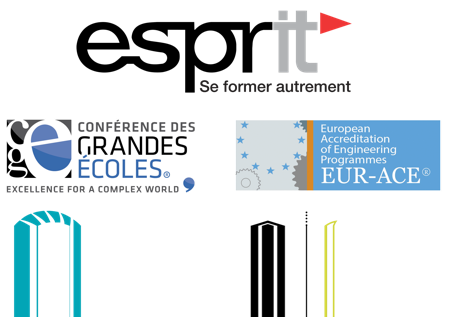 esprit
Se former autrement
ge
CONFÉRENCE DES
GRANDES
ÉCOLES®
EXCELLENCE FOR A COMPLEX WORLD
European
Accreditation
of Engineering
Programmes
EUR-ACE®